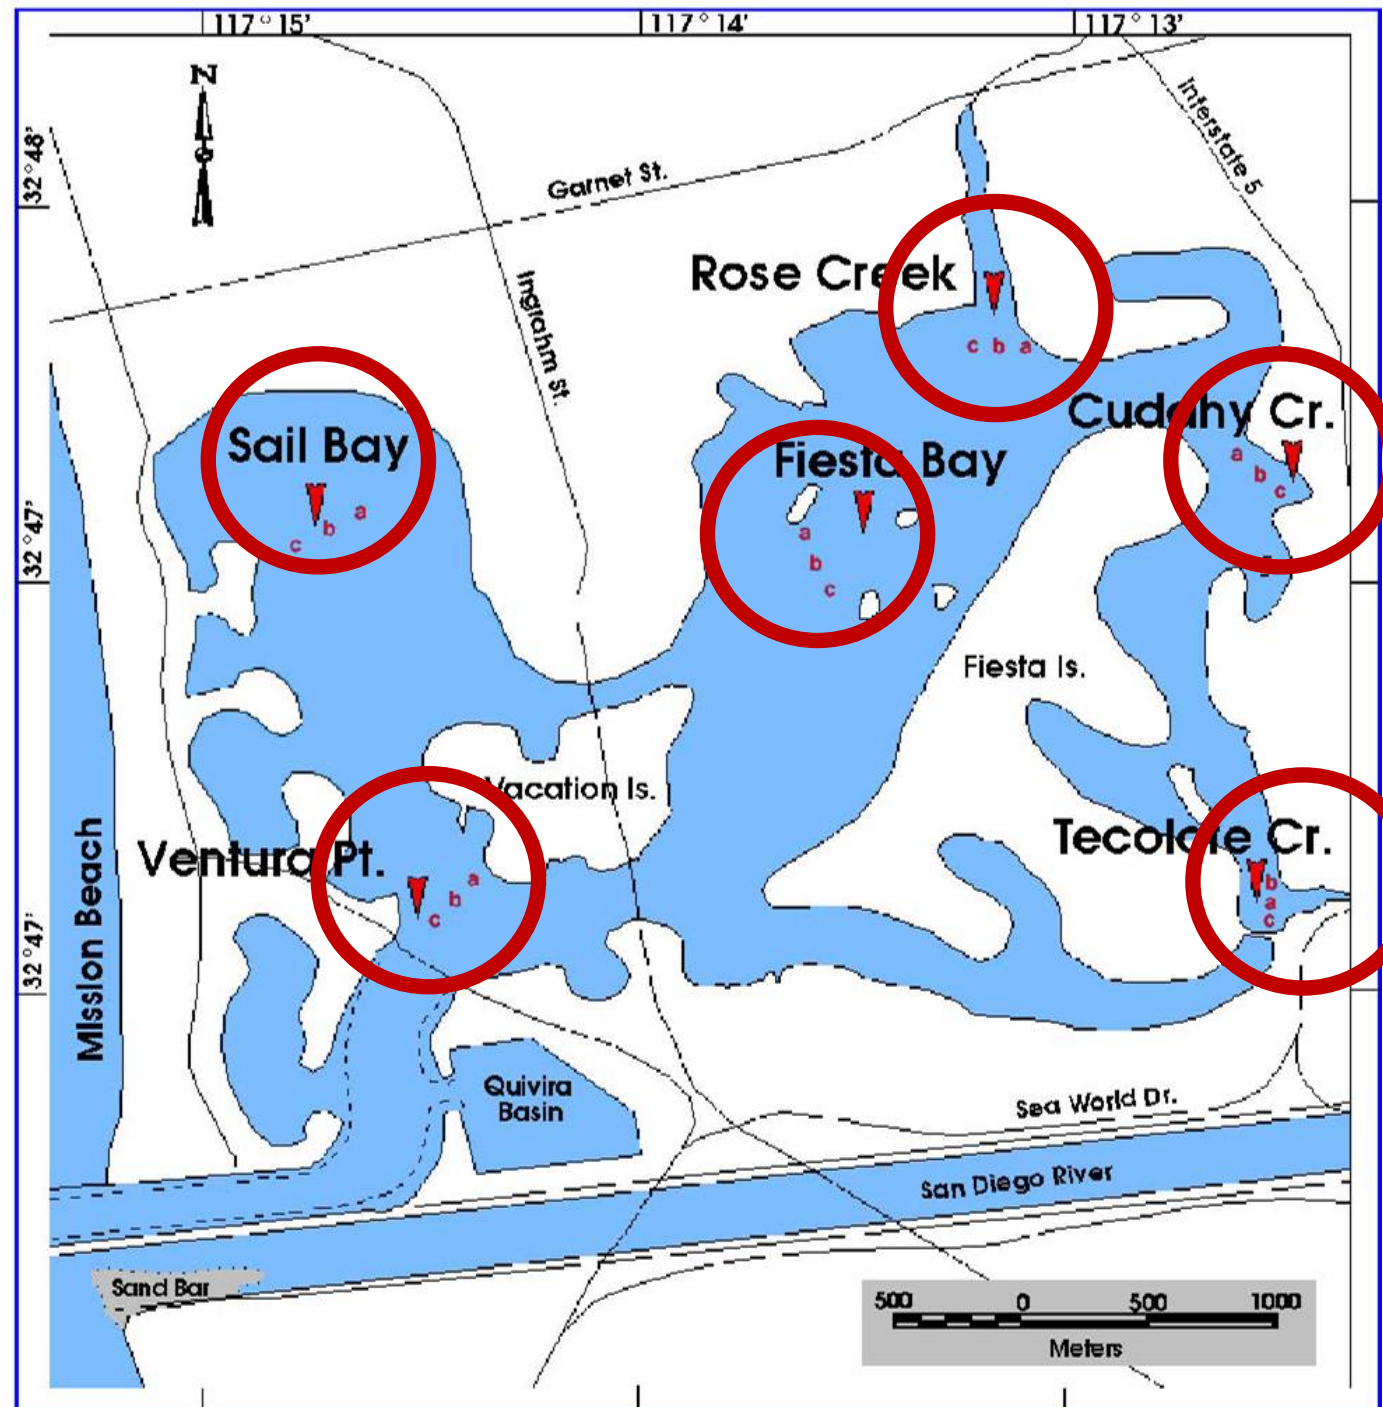 117° 15'
117° 14'
117° 13'
N
32° 48'
Interstate 5
Garnet St.
Rose Creek
c b a
Ingrahm St.
Cudahy Cr.
a
b
c
Sail Bay
a
b
c
Fiesta Bay
a
b
c
32° 47'
Fiesta Is.
Vacation Is.
Ventura Pt.
a
b
c
Tecolote Cr.
b
a
c
Mission Beach
32° 47'
Quivira
Basin
Sea World Dr.
San Diego River
Sand Bar
500 0 500 1000
Meters